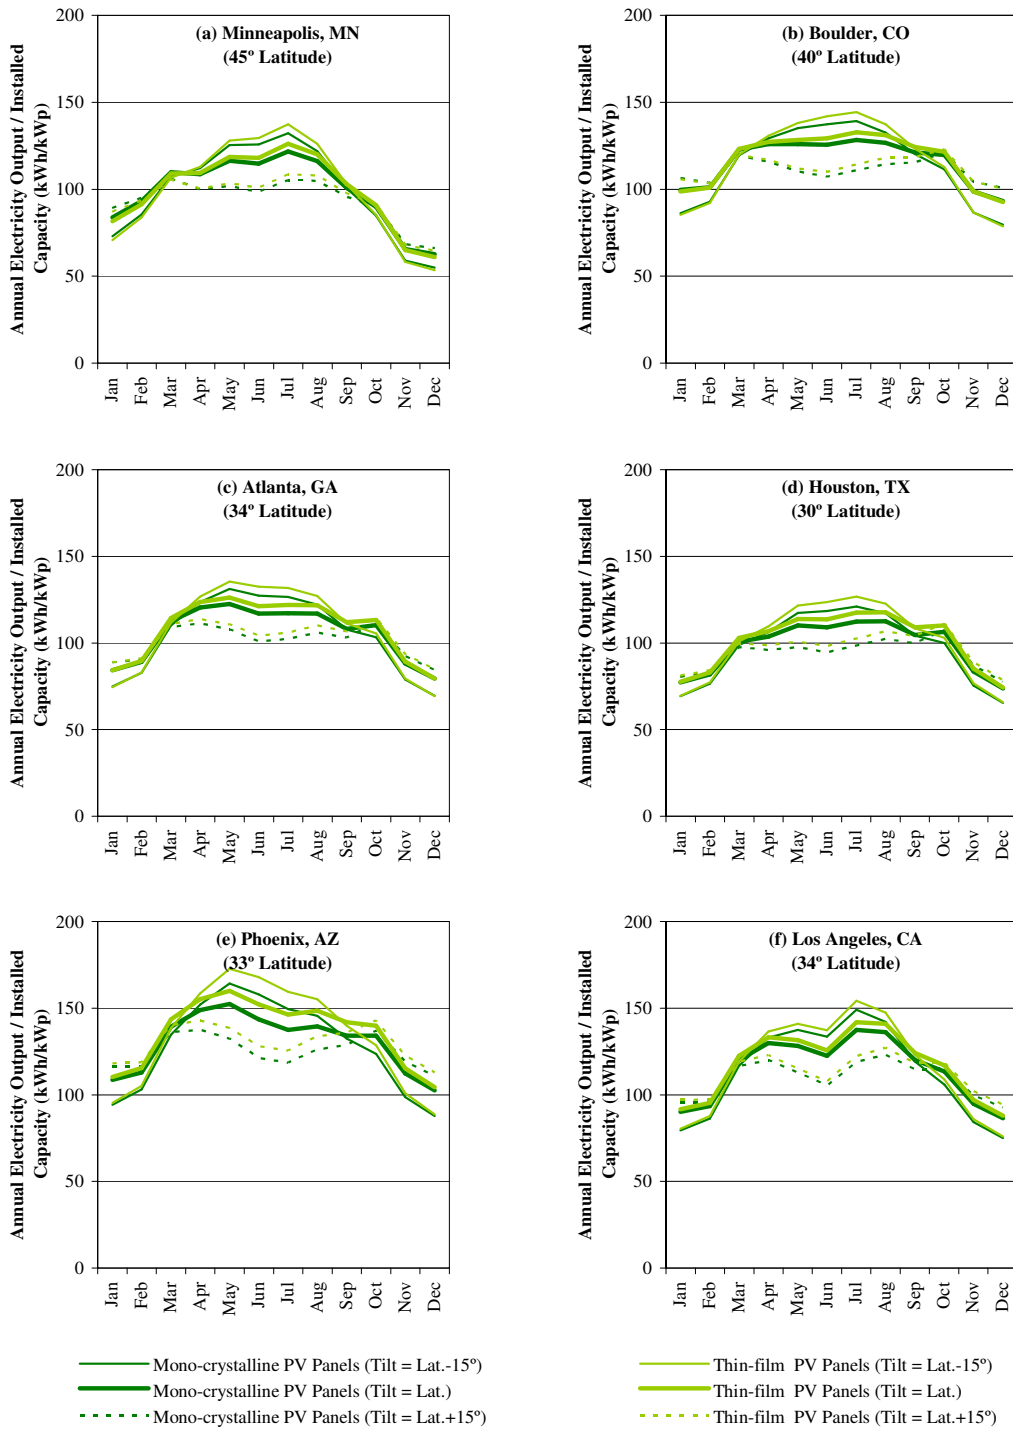 (a) Minneapolis, MN
(45º Latitude)
Annual Electricity Output / Installed
Capacity (kWh/kWp)
200
150
100
50
0
Jan
Feb
Mar
Apr
May
Jun
Jul
Aug
Sep
Oct
Nov
Dec
(b) Boulder, CO
(40º Latitude)
Annual Electricity Output / Installed
Capacity (kWh/kWp)
200
150
100
50
0
Jan
Feb
Mar
Apr
May
Jun
Jul
Aug
Sep
Oct
Nov
Dec
(c) Atlanta, GA
(34º Latitude)
Annual Electricity Output / Installed
Capacity (kWh/kWp)
200
150
100
50
0
Jan
Feb
Mar
Apr
May
Jun
Jul
Aug
Sep
Oct
Nov
Dec
(d) Houston, TX
(30º Latitude)
Annual Electricity Output / Installed
Capacity (kWh/kWp)
200
150
100
50
0
Jan
Feb
Mar
Apr
May
Jun
Jul
Aug
Sep
Oct
Nov
Dec
(e) Phoenix, AZ
(33º Latitude)
Annual Electricity Output / Installed
Capacity (kWh/kWp)
200
150
100
50
0
Jan
Feb
Mar
Apr
May
Jun
Jul
Aug
Sep
Oct
Nov
Dec
(f) Los Angeles, CA
(34º Latitude)
Annual Electricity Output / Installed
Capacity (kWh/kWp)
200
150
100
50
0
Jan
Feb
Mar
Apr
May
Jun
Jul
Aug
Sep
Oct
Nov
Dec
Mono-crystalline PV Panels (Tilt = Lat.-15º)
Mono-crystalline PV Panels (Tilt = Lat.)
Mono-crystalline PV Panels (Tilt = Lat.+15º)
Thin-film PV Panels (Tilt = Lat.-15º)
Thin-film PV Panels (Tilt = Lat.)
Thin-film PV Panels (Tilt = Lat.+15º)